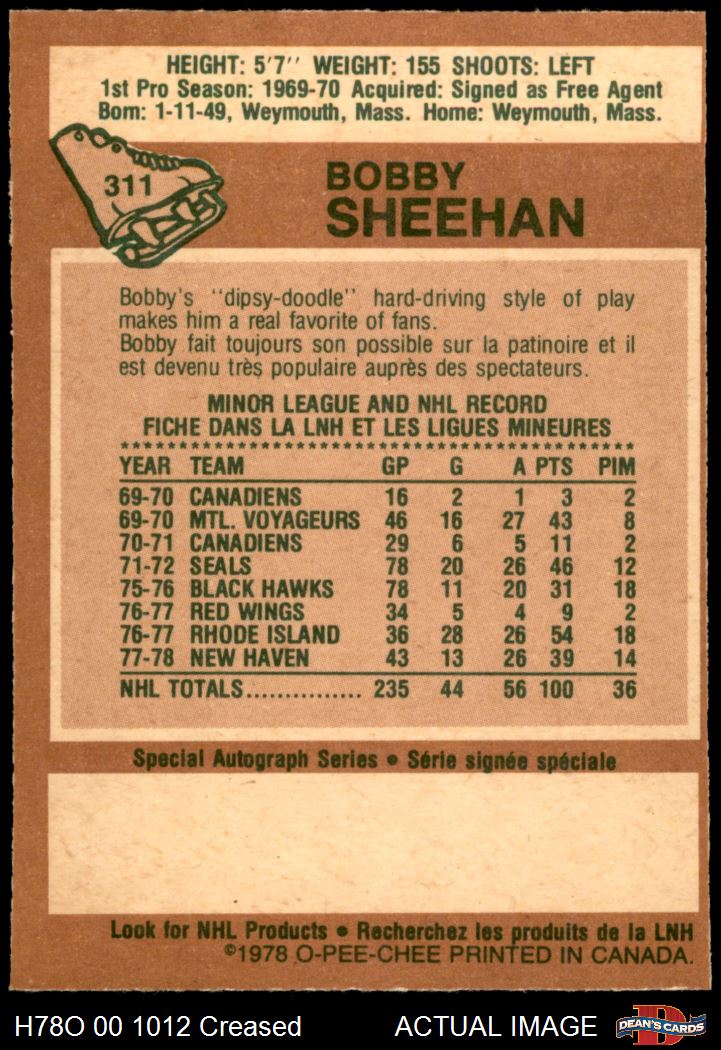 HEIGHT: 5'7'' WEIGHT: 155 SHOOTS: LEFT
1st Pro Season: 1969-70 Acquired: Signed as Free Agent
Born: 1-11-49, Weymouth, Mass. Home: Weymouth, Mass.
311
BOBBY
SHEEHAN
Bobby's ''dipsy-doodle'' hard-driving style of play
makes him a real favorite of fans.
Bobby fait toujours son possible sur la patinoire et il
est devenu très populaire auprès des spectateurs.
MINOR LEAGUE AND NHL RECORD
FICHE DANS LA LNH ET LES LIGUES MINEURES
YEAR TEAM GP G A PTS PIM
69-70 CANADIENS 16 2 1 3 2
69-70 MTL. VOYAGEURS 46 16 27 43 8
70-71 CANADIENS 29 6 5 11 2
71-72 SEALS 78 20 26 46 12
75-76 BLACK HAWKS 78 11 20 31 18
76-77 RED WINGS 34 5 4 9 2
76-77 RHODE ISLAND 36 28 26 54 18
77-78 NEW HAVEN 43 13 26 39 14
NHL TOTALS............... 235 44 56 100 36
Special Autograph Series • Série signée spéciale
Look for NHL Products • Recherchez les produits de la LNH
©1978 O-PEE-CHEE PRINTED IN CANADA.
H78O 00 1012 Creased ACTUAL IMAGE DEAN'S CARDS